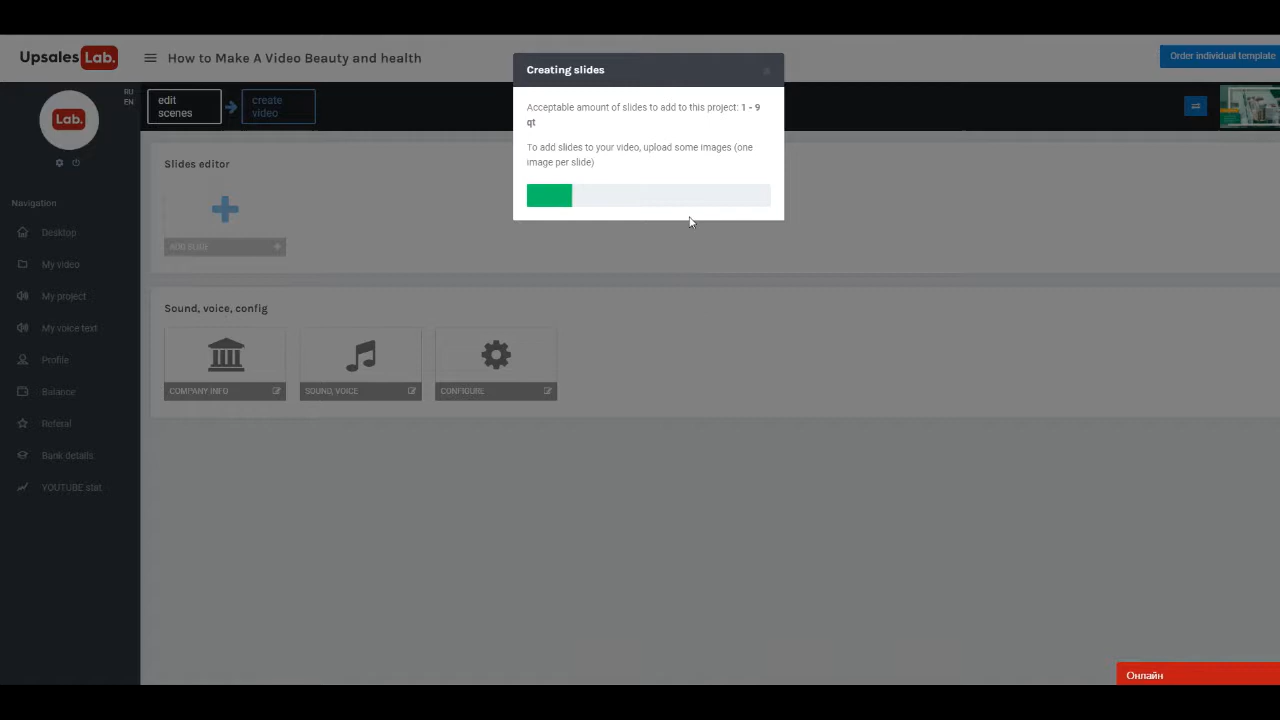 Upsales Lab.
How to Make A Video Beauty and health
Order individual template
Lab.
RU
EN
edit
scenes
create
video
Creating slides
Acceptable amount of slides to add to this project: 1 - 9
qt
To add slides to your video, upload some images (one
image per slide)
Navigation
Desktop
My video
My project
My voice text
Profile
Balance
Referal
Bank details
YOUTUBE stat
Slides editor
ADD SLIDE
Sound, voice, config
COMPANY INFO
SOUND, VOICE
CONFIGURE
Онлайн